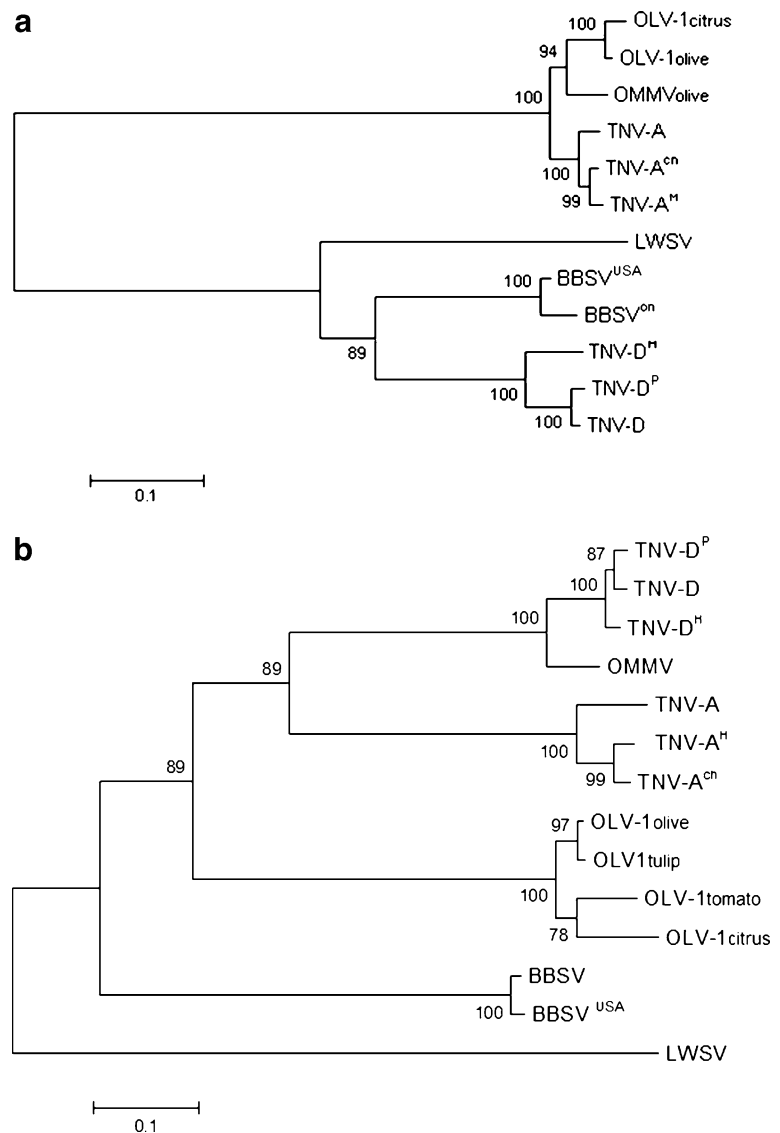 a
100 OLV-1citrus
94 OLV-1olive
100 OMMVolive
TNV-A
100 TNV-Acn
99 TNV-AM
LWSV
100 BBSVUSA
BBSVcn
89 TNV-DH
100 TNV-DP
100 TNV-D
0.1
b
87 TNV-DP
100 TNV-D
100 TNV-DH
OMMV
89
TNV-A
100 TNV-AH
99 TNV-Ach
89
97 OLV-1olive
OLV1tulip
100 OLV-1tomato
78 OLV-1citrus
BBSV
100 BBSV USA
LWSV
0.1